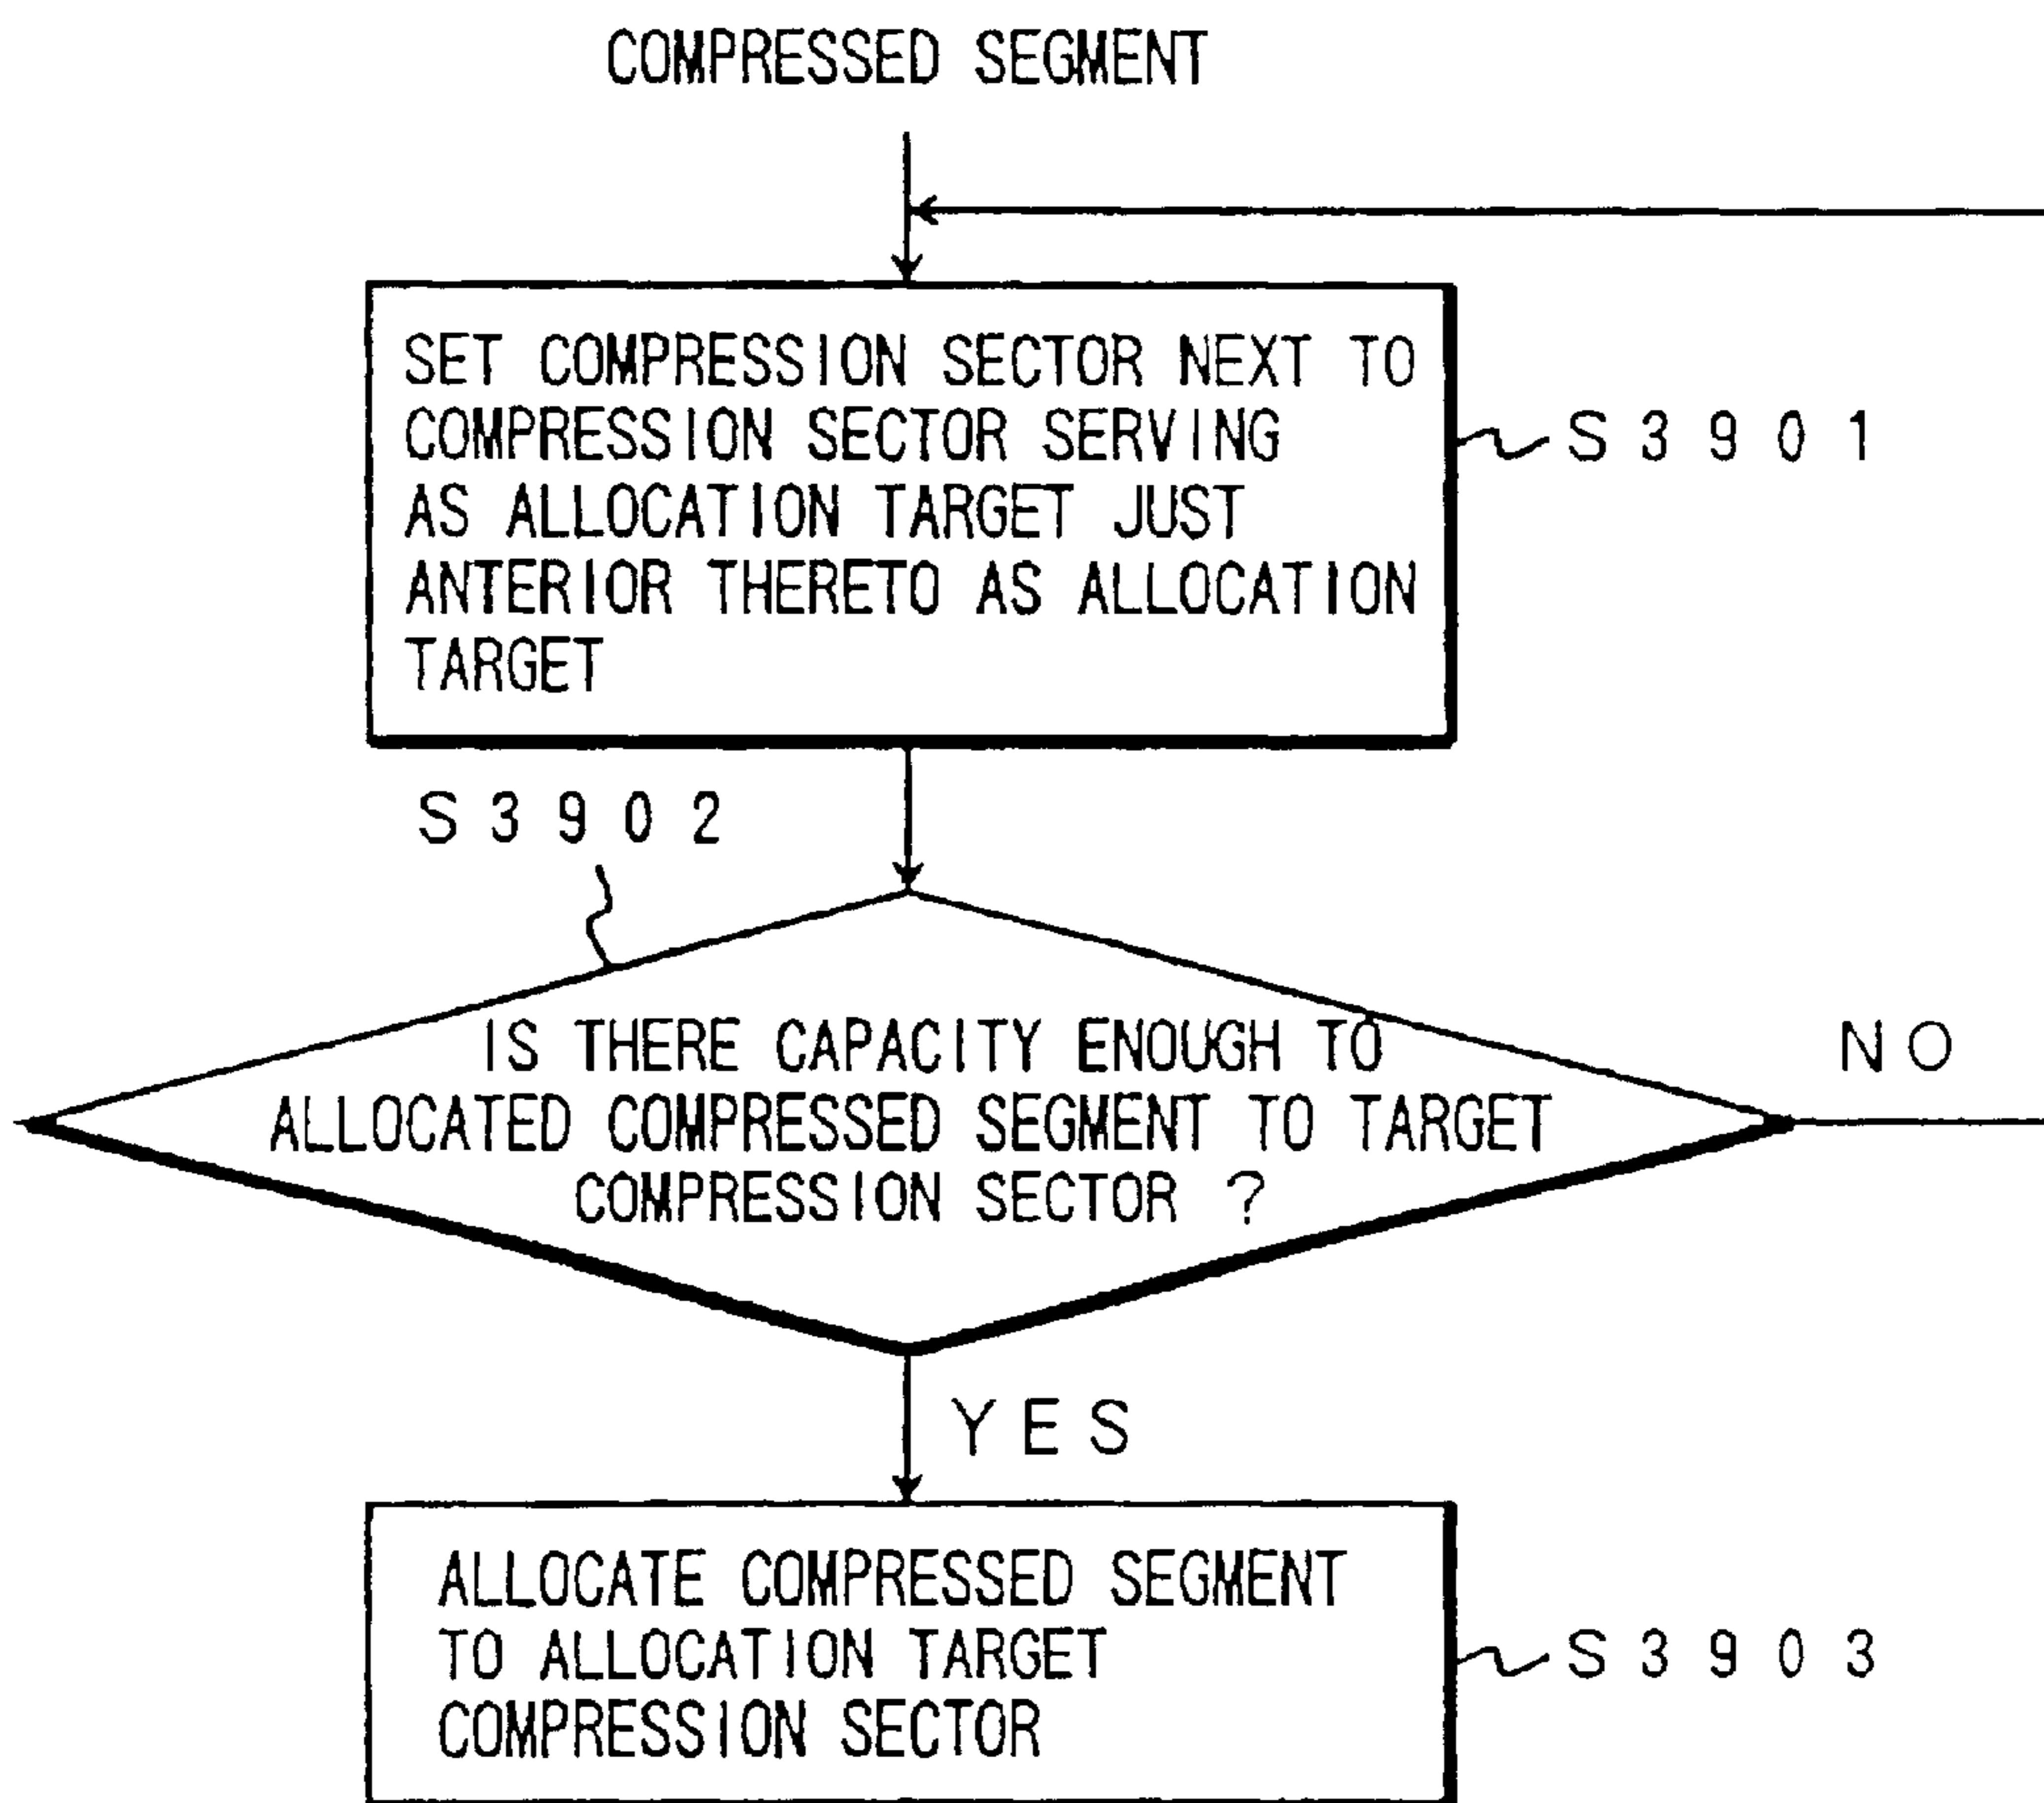 COMPRESSED SEGMENT
SET COMPRESSION SECTOR NEXT TO
COMPRESSION SECTOR SERVING
AS ALLOCATION TARGET JUST
ANTERIOR THERETO AS ALLOCATION
TARGET
S3901
S3902
IS THERE CAPACITY ENOUGH TO
ALLOCATED COMPRESSED SEGMENT TO TARGET
COMPRESSION SECTOR ?
NO
YES
ALLOCATE COMPRESSED SEGMENT
TO ALLOCATION TARGET
COMPRESSION SECTOR
S3903